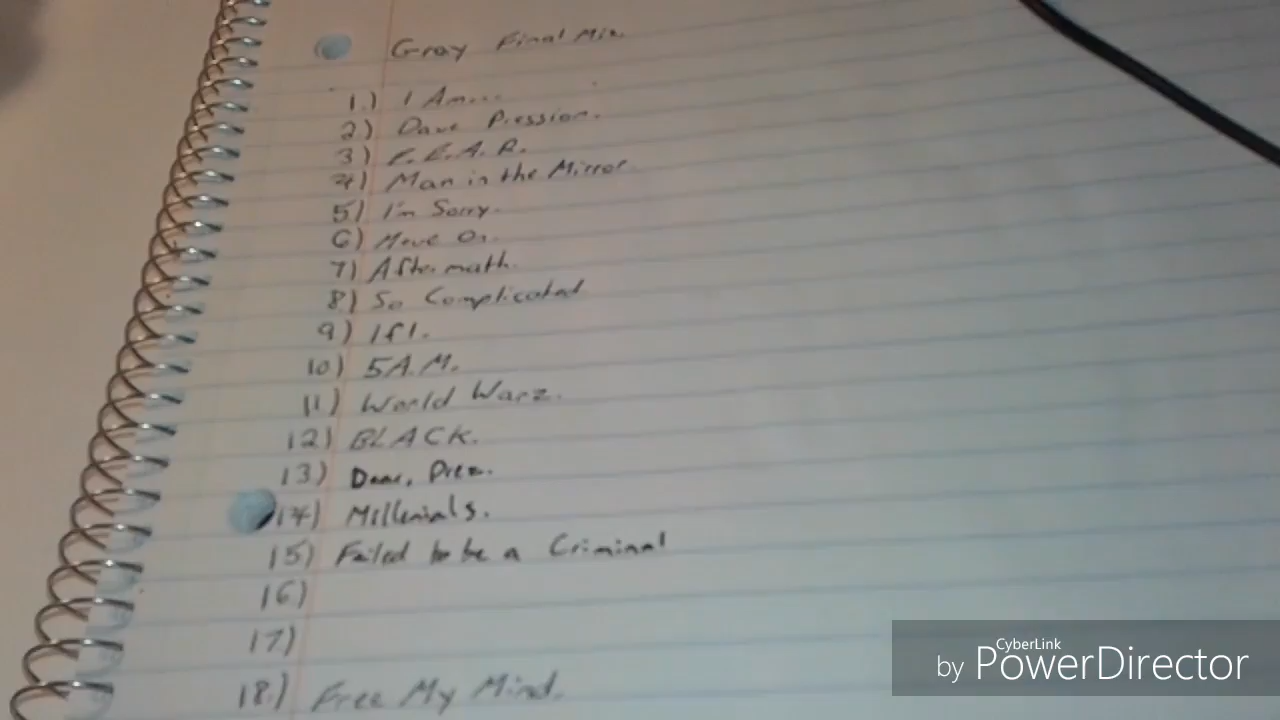 Gray Final Mix.
1.) I Am...
2) Dave Pression.
3) F.E.A.R.
4) Man in the Mirror.
5) I'm Sorry.
6) Move On.
7) Aftermath.
8) So Complicated
9) If I.
10) 5 A.M.
11) World Warz.
12) BLACK.
13) Dear, Prez.
14) Millenials.
15) Failed to be a Criminal
16)
17)
18.) Free My Mind.
CyberLink
by PowerDirector